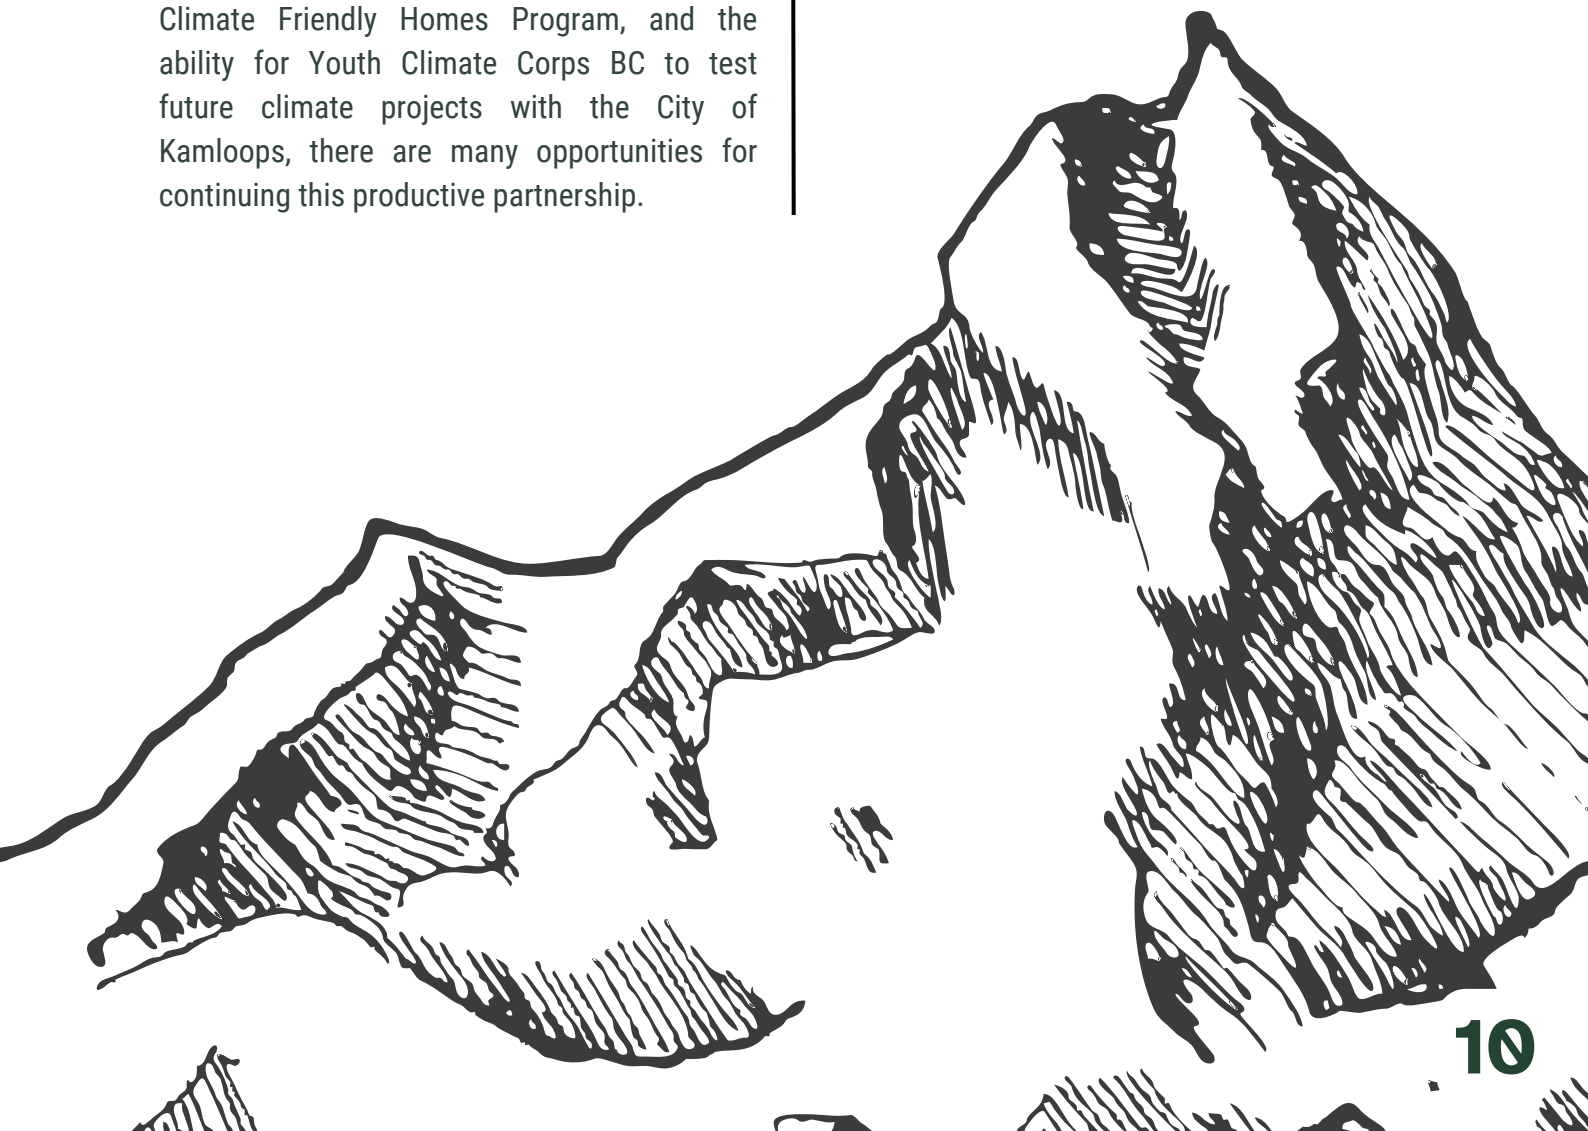 Climate Friendly Homes Program, and the
ability for Youth Climate Corps BC to test
future climate projects with the City of
Kamloops, there are many opportunities for
continuing this productive partnership.
10